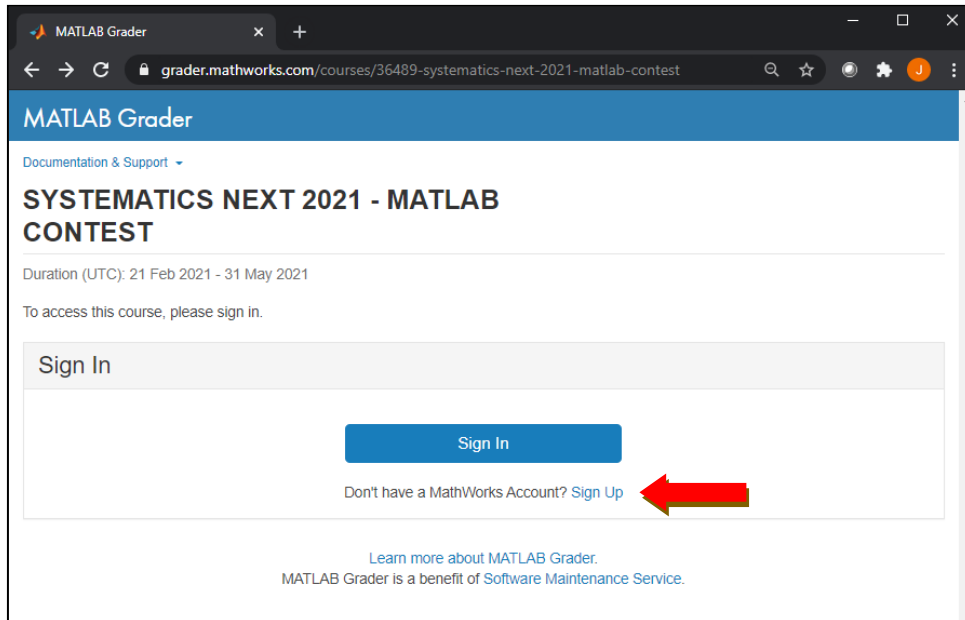 MATLAB Grader
grader.mathworks.com/courses/36489-systematics-next-2021-matlab-contest
J
MATLAB Grader
Documentation & Support
SYSTEMATICS NEXT 2021 - MATLAB
CONTEST
Duration (UTC): 21 Feb 2021 - 31 May 2021
To access this course, please sign in.
Sign In
Sign In
Don't have a MathWorks Account? Sign Up
Learn more about MATLAB Grader.
MATLAB Grader is a benefit of Software Maintenance Service.